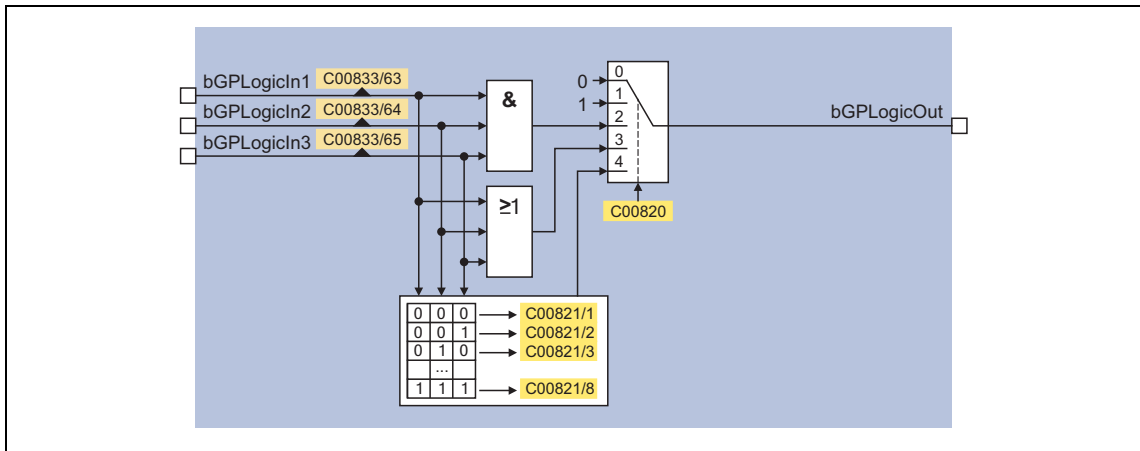 bGPLogicIn1 C00833/63
bGPLogicIn2 C00833/64
bGPLogicIn3 C00833/65
&
≥1
0
1
0
1
2
3
4
C00820
bGPLogicOut
0 0 0 C00821/1
0 0 1 C00821/2
0 1 0 C00821/3
...
1 1 1 C00821/8